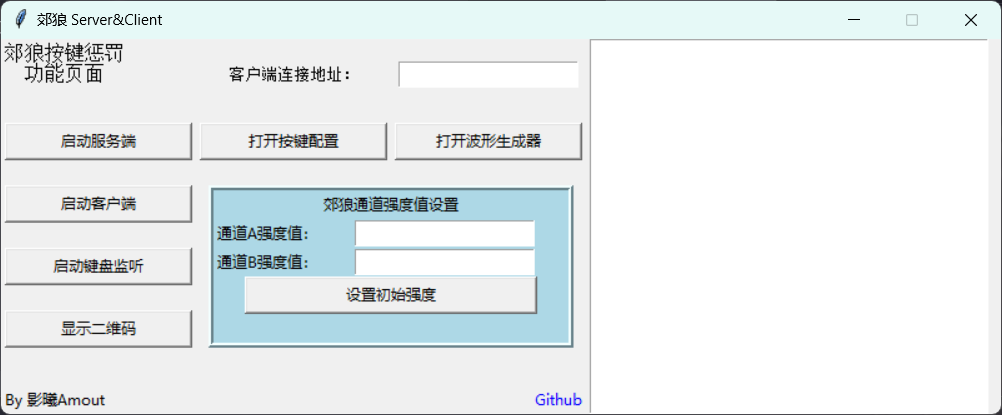 郊狼 Server&Client
郊狼按键惩罚
功能页面
客户端连接地址：
启动服务端
打开按键配置
打开波形生成器
启动客户端
郊狼通道强度值设置
通道A强度值：
通道B强度值：
设置初始强度
启动键盘监听
显示二维码
By 影曦Amout
Github